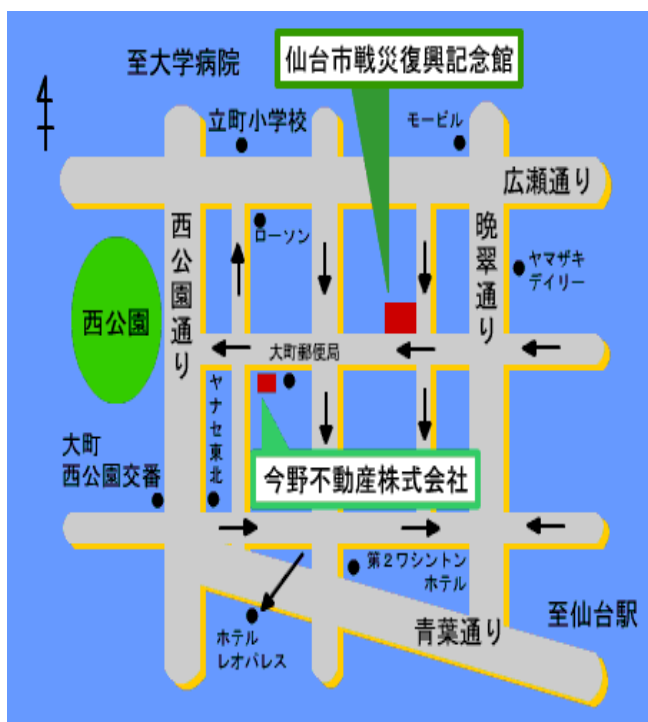 至大学病院
仙台市戦災復興記念館
立町小学校
モービル
広瀬通り
西公園通り
ローソン
晩翠通り
ヤマザキ
デイリー
西公園
大町郵便局
ヤナセ東北
大町
西公園交番
今野不動産株式会社
第2ワシントン
ホテル
至仙台駅
青葉通り
ホテル
レオパレス